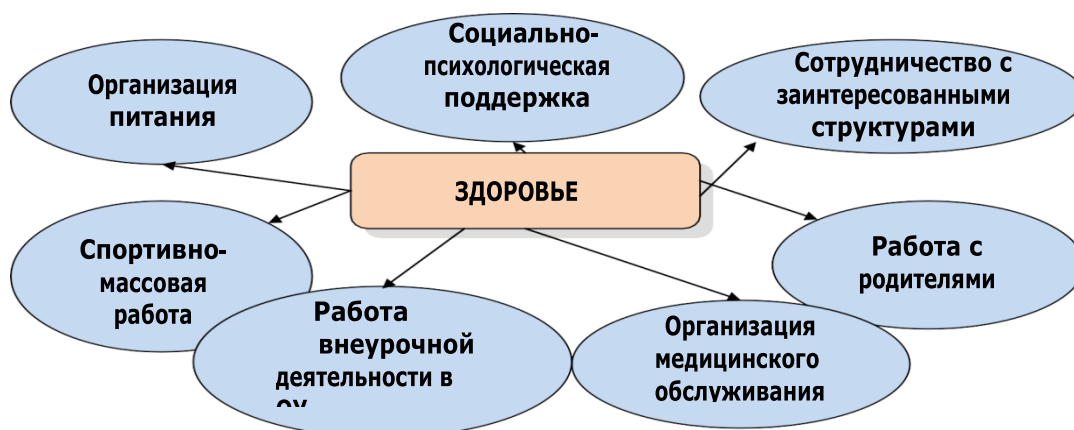 Социально-
психологическая
поддержка
Организация
питания
Сотрудничество с
заинтересованными
структурами
ЗДОРОВЬЕ
Спортивно-
массовая
работа
Работа с
родителями
Работа
внеурочной
деятельности в
ОУ
Организация
медицинского
обслуживания